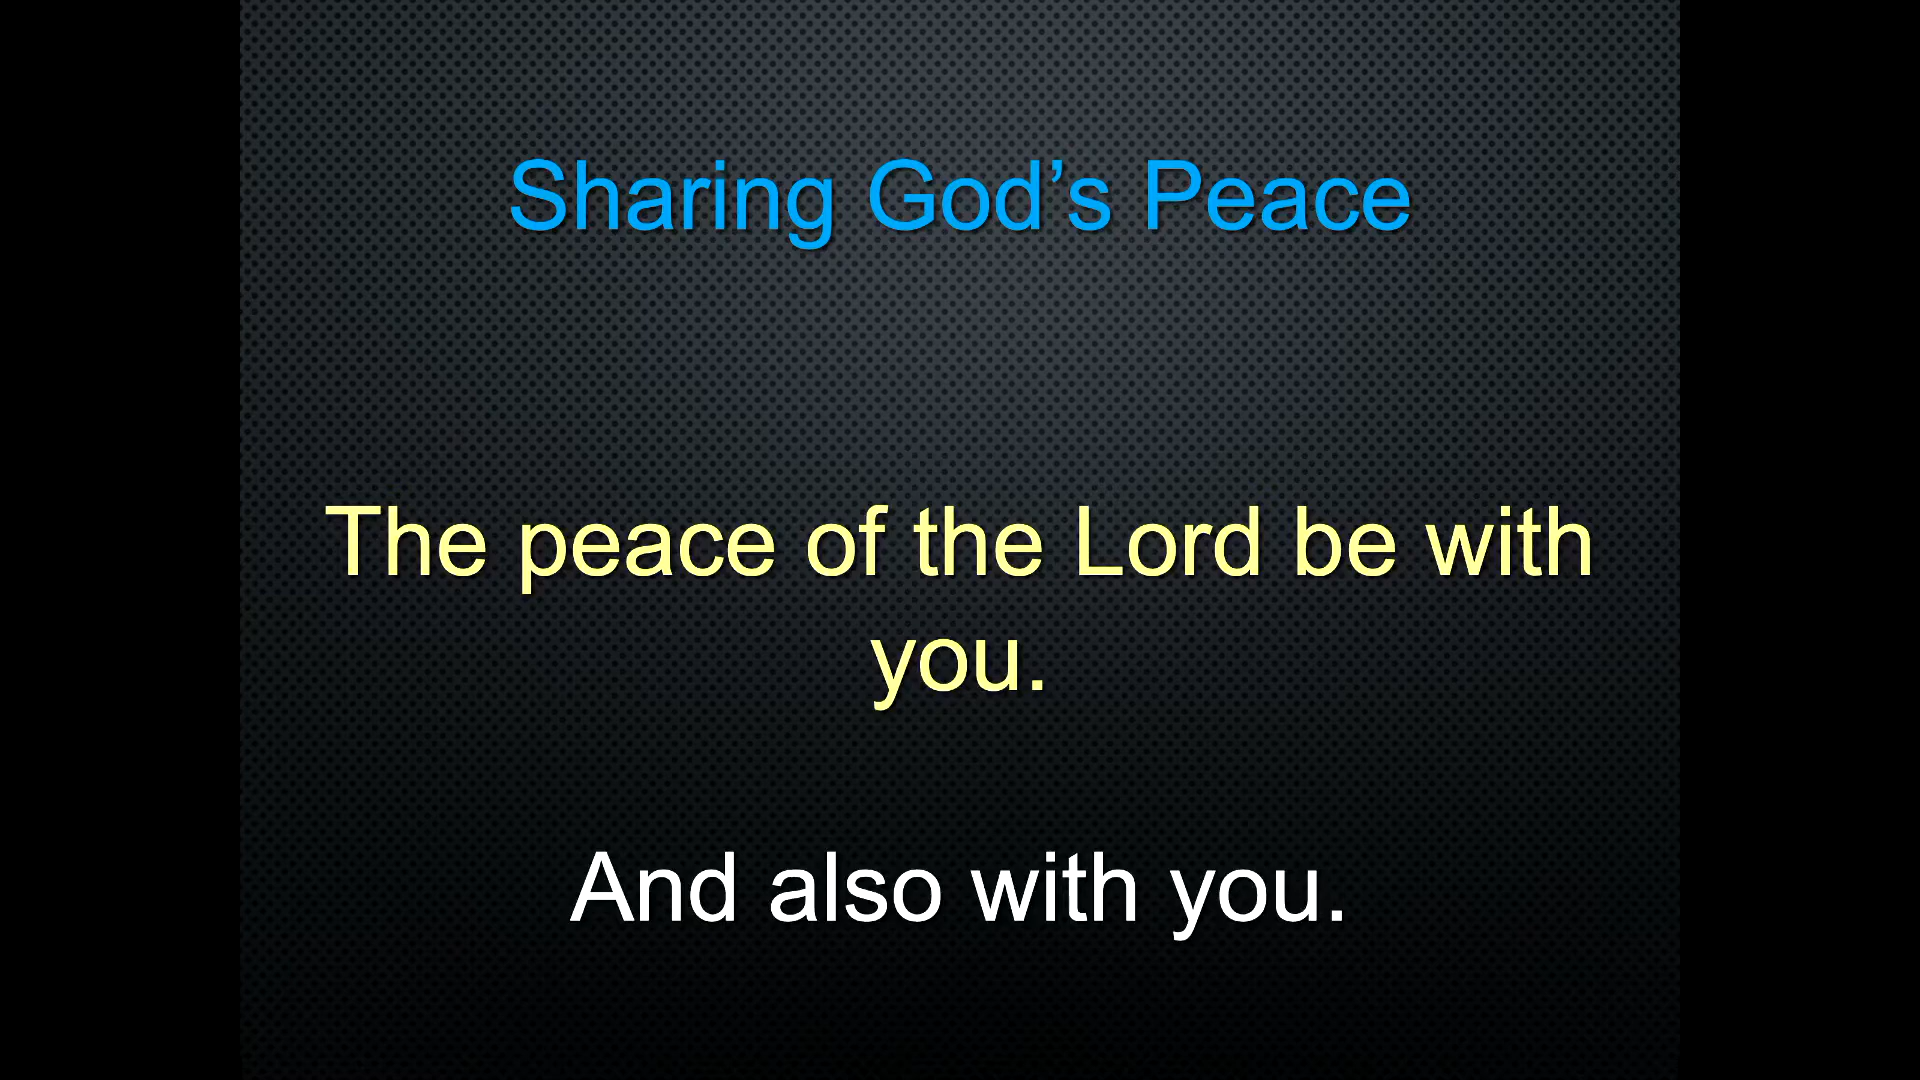 Sharing God’s Peace
The peace of the Lord be with
you.
And also with you.